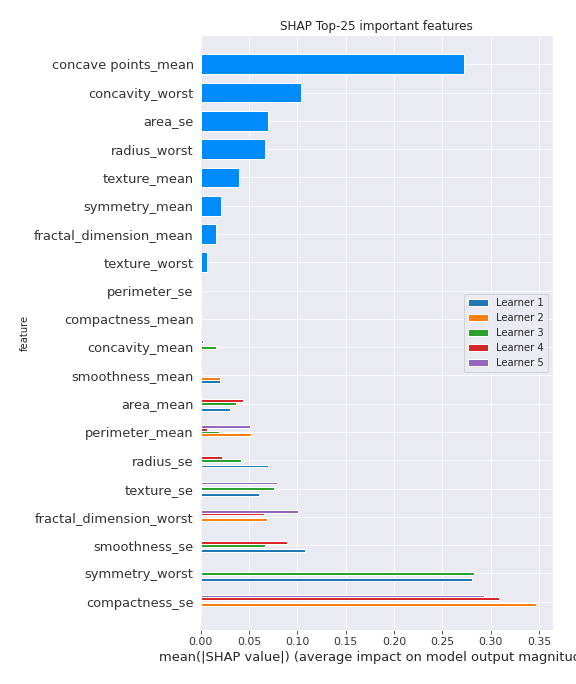 SHAP Top-25 important features
concave points_mean
concavity_worst
area_se
radius_worst
texture_mean
symmetry_mean
fractal_dimension_mean
texture_worst
perimeter_se
compactness_mean
concavity_mean
smoothness_mean
area_mean
perimeter_mean
radius_se
texture_se
fractal_dimension_worst
smoothness_se
symmetry_worst
compactness_se
feature
Learner 1
Learner 2
Learner 3
Learner 4
Learner 5
0.00 0.05 0.10 0.15 0.20 0.25 0.30 0.35
mean(|SHAP value|) (average impact on model output magnitu